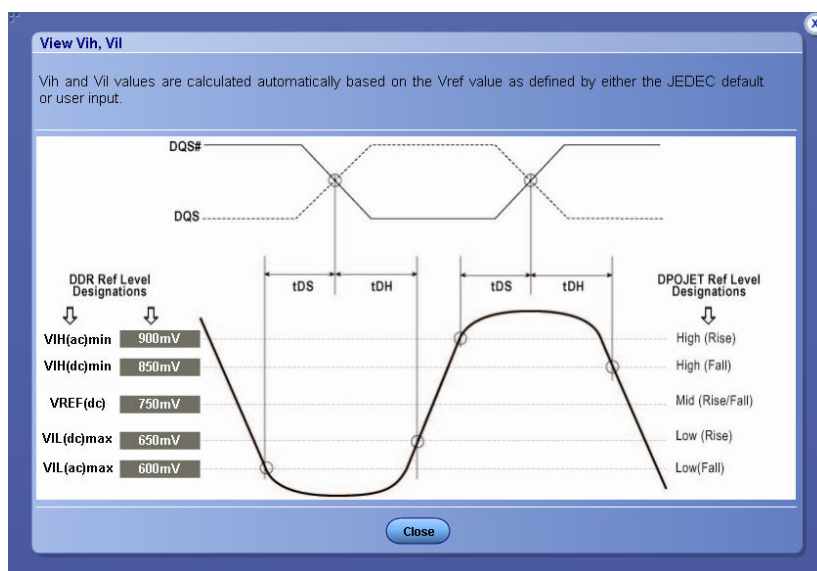 View Vih, Vil
Vih and Vil values are calculated automatically based on the Vref value as defined by either the JEDEC default
or user input.
DQS#
DQS
DDR Ref Level
Designations
tDS
tDH
tDS
tDH
DPOJET Ref Level
Designations
VIH(ac)min 900mV High (Rise)
VIH(dc)min 850mV High (Fall)
VREF(dc) 750mV Mid (Rise/Fall)
VIL(dc)max 650mV Low (Rise)
VIL(ac)max 600mV Low(Fall)
Close